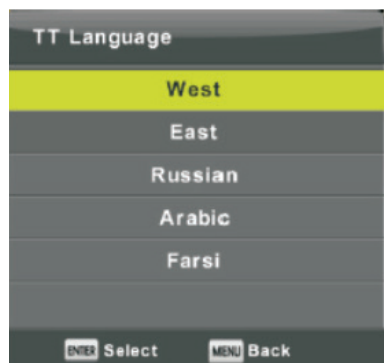 TT Language
West
East
Russian
Arabic
Farsi
ENTER Select MENU Back